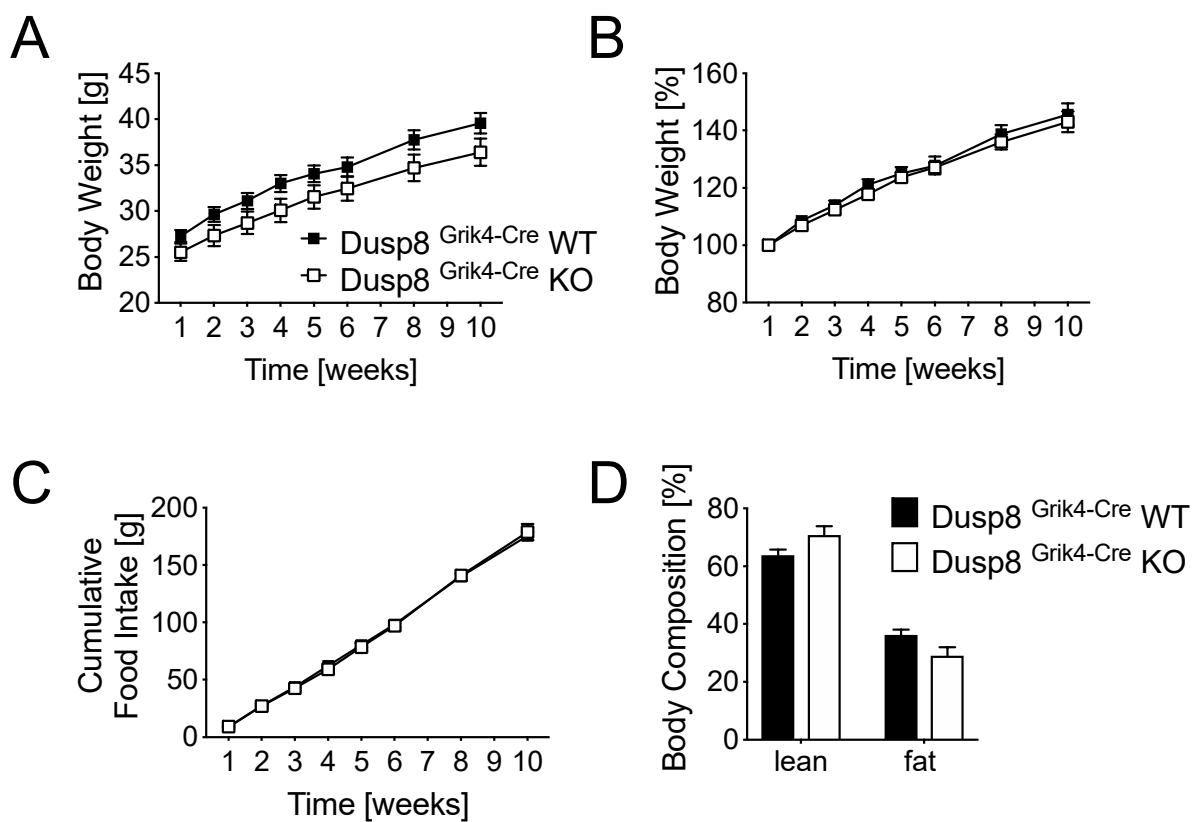 A
Body Weight [g]
45
40
35
30
25
20
Dusp8 Grik4-Cre WT
Dusp8 Grik4-Cre KO
1 2 3 4 5 6 7 8 9 10
Time [weeks]
B
Body Weight [%]
160
140
120
100
80
1 2 3 4 5 6 7 8 9 10
Time [weeks]
C
Cumulative
Food Intake [g]
200
150
100
50
0
1 2 3 4 5 6 7 8 9 10
Time [weeks]
D
Body Composition [%]
80
60
40
20
0
Dusp8 Grik4-Cre WT
Dusp8 Grik4-Cre KO
lean fat